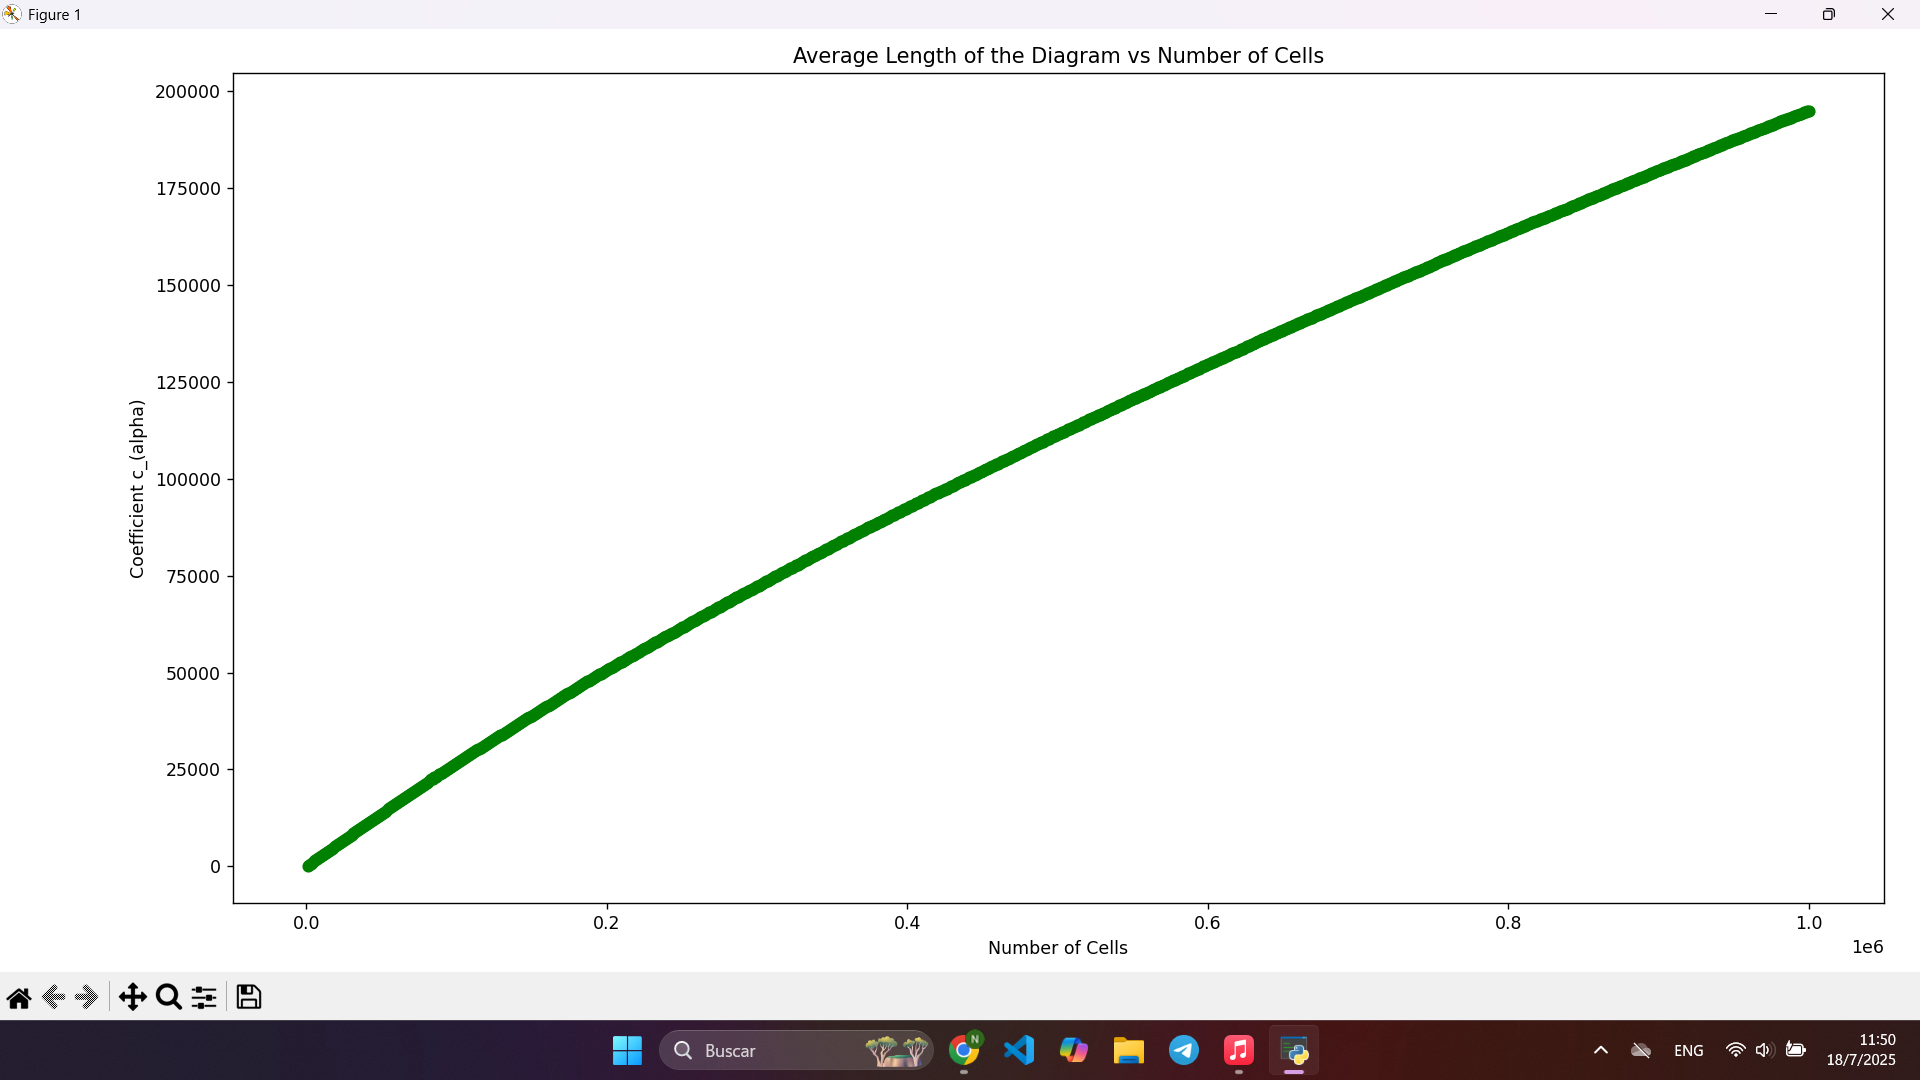 Figure 1
Average Length of the Diagram vs Number of Cells
200000
175000
150000
125000
100000
75000
50000
25000
0
Coefficient c_(alpha)
0.0 0.2 0.4 0.6 0.8 1.0
Number of Cells
1e6
Buscar
N
ENG
11:50
18/7/2025